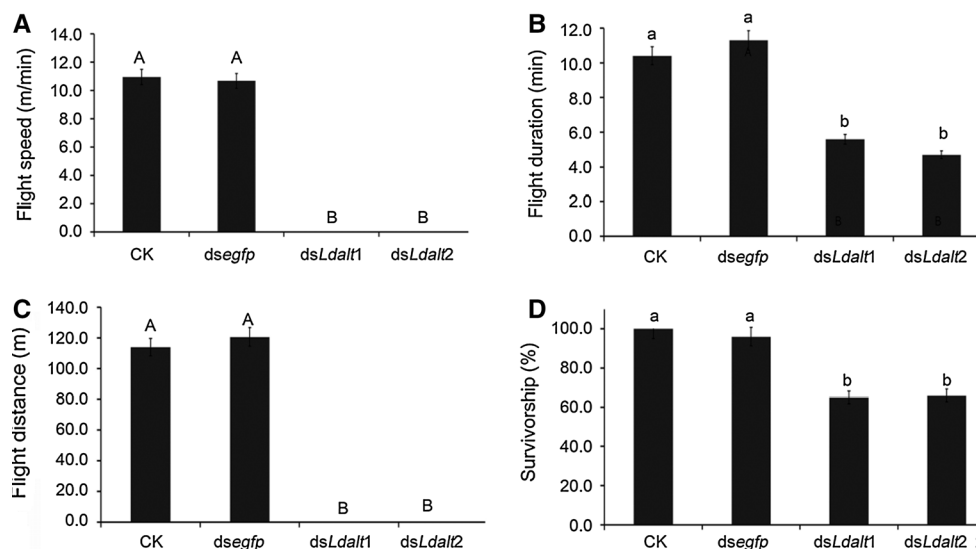 A
Flight speed (m/min)
14.0
12.0
10.0
8.0
6.0
4.0
2.0
0.0
A A B B
CK dsegfp dsLdalt1 dsLdalt2
B
Flight duration (min)
12.0
10.0
8.0
6.0
4.0
2.0
0.0
a a b b
A
B B
CK dsegfp dsLdalt1 dsLdalt2
C
Flight distance (m)
140.0
120.0
100.0
80.0
60.0
40.0
20.0
0.0
A A B B
CK dsegfp dsLdalt1 dsLdalt2
D
Survivorship (%)
100.0
80.0
60.0
40.0
20.0
0.0
a a b b
CK dsegfp dsLdalt1 dsLdalt2